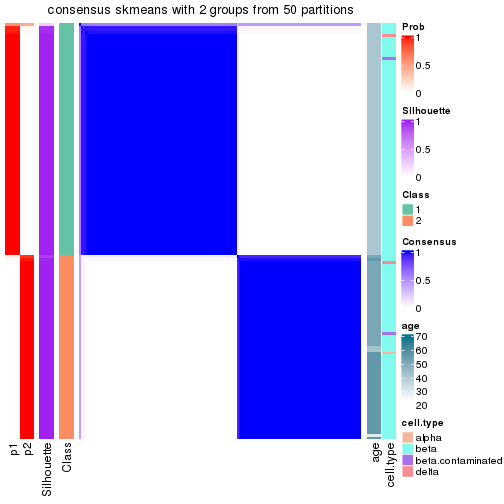 consensus skmeans with 2 groups from 50 partitions
Prob
1
0.5
0
Silhouette
1
0.5
0
Class
1
2
Consensus
1
0.5
0
age
70
60
50
40
30
20
cell.type
alpha
beta
beta.contaminated
delta
p1
p2
Silhouette
Class
age
cell.type